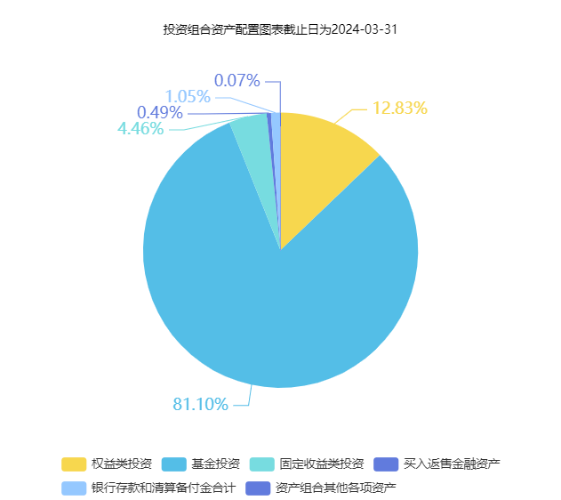 投资组合资产配置图表截止日为2024-03-31
0.07%
1.05%
0.49%
4.46%
12.83%
81.10%
权益类投资 基金投资 固定收益类投资 买入返售金融资产
银行存款和清算备付金合计 资产组合其他各项资产